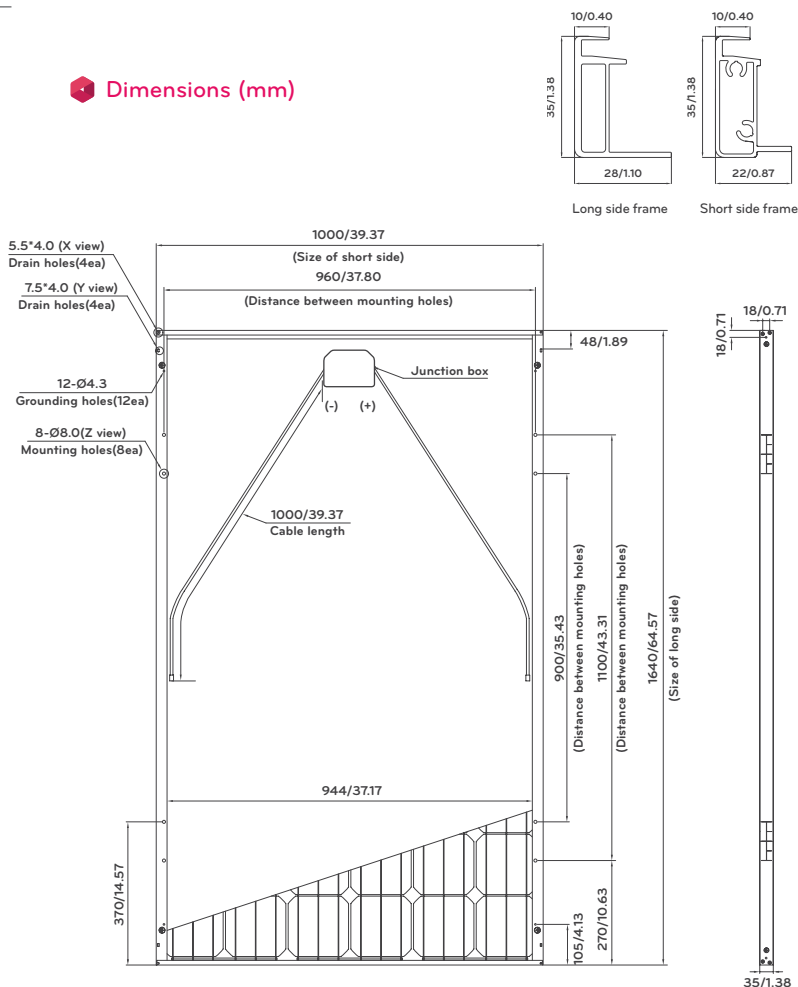 10/0.40
10/0.40
35/1.38
35/1.38
Dimensions (mm)
28/1.10
22/0.87
Long side frame
Short side frame
1000/39.37
(Size of short side)
5.5*4.0 (X view)
Drain holes(4ea)
960/37.80
7.5*4.0 (Y view)
Drain holes(4ea)
(Distance between mounting holes)
18/0.71
18/0.71
48/1.89
12-Ø4.3
Grounding holes(12ea)
Junction box
(-) (+)
8-Ø8.0(Z view)
Mounting holes(8ea)
1000/39.37
Cable length
900/35.43
(Distance between mounting holes)
1100/43.31
(Distance between mounting holes)
1640/64.57
(Size of long side)
944/37.17
370/14.57
105/4.13
270/10.63
35/1.38